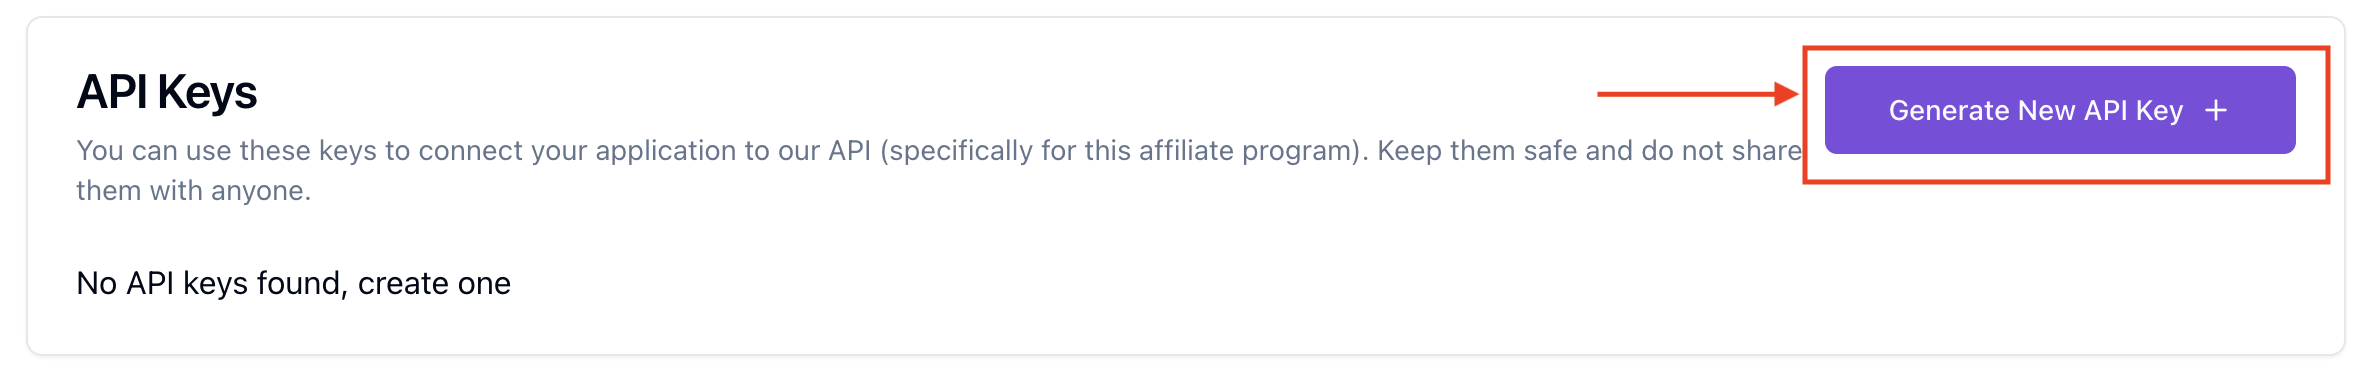 API Keys
Generate New API Key +
You can use these keys to connect your application to our API (specifically for this affiliate program). Keep them safe and do not share
them with anyone.
No API keys found, create one